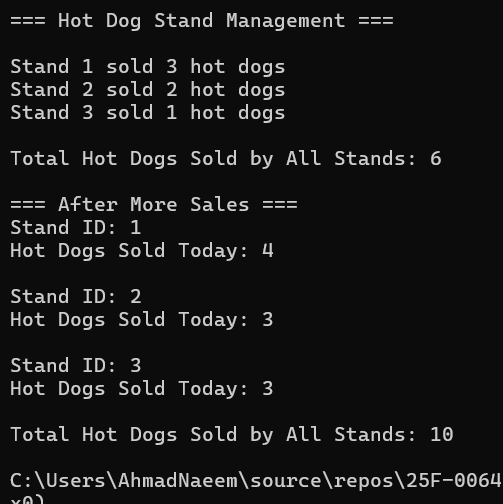 === Hot Dog Stand Management ===
Stand 1 sold 3 hot dogs
Stand 2 sold 2 hot dogs
Stand 3 sold 1 hot dogs
Total Hot Dogs Sold by All Stands: 6
=== After More Sales ===
Stand ID: 1
Hot Dogs Sold Today: 4
Stand ID: 2
Hot Dogs Sold Today: 3
Stand ID: 3
Hot Dogs Sold Today: 3
Total Hot Dogs Sold by All Stands: 10
C:\Users\AhmadNaeem\source\repos\25F-0064
x0)